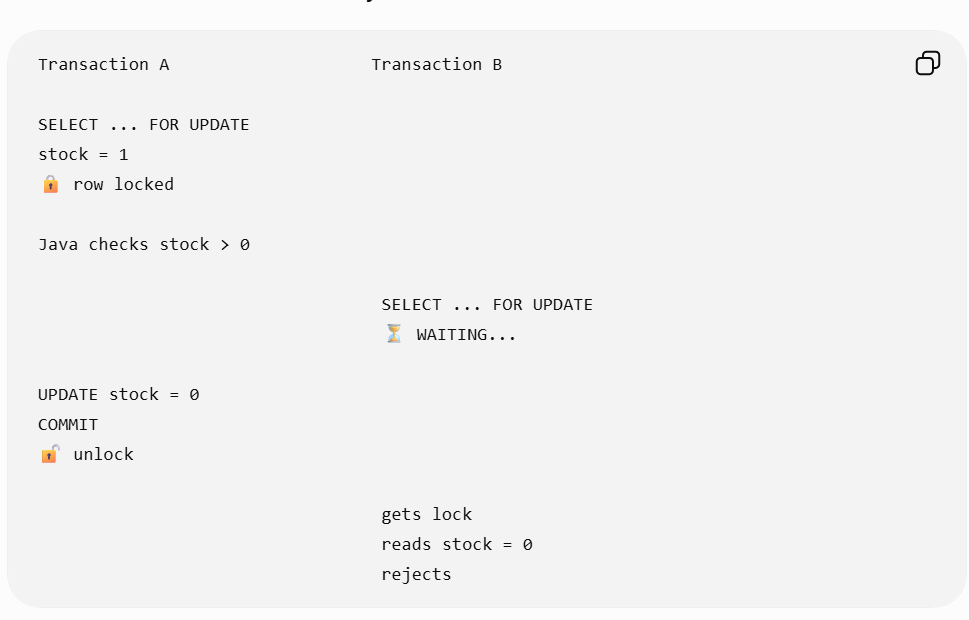 Transaction A Transaction B
SELECT ... FOR UPDATE
stock = 1
🔒 row locked
Java checks stock > 0
SELECT ... FOR UPDATE
⏳ WAITING...
UPDATE stock = 0
COMMIT
🔓 unlock
gets lock
reads stock = 0
rejects